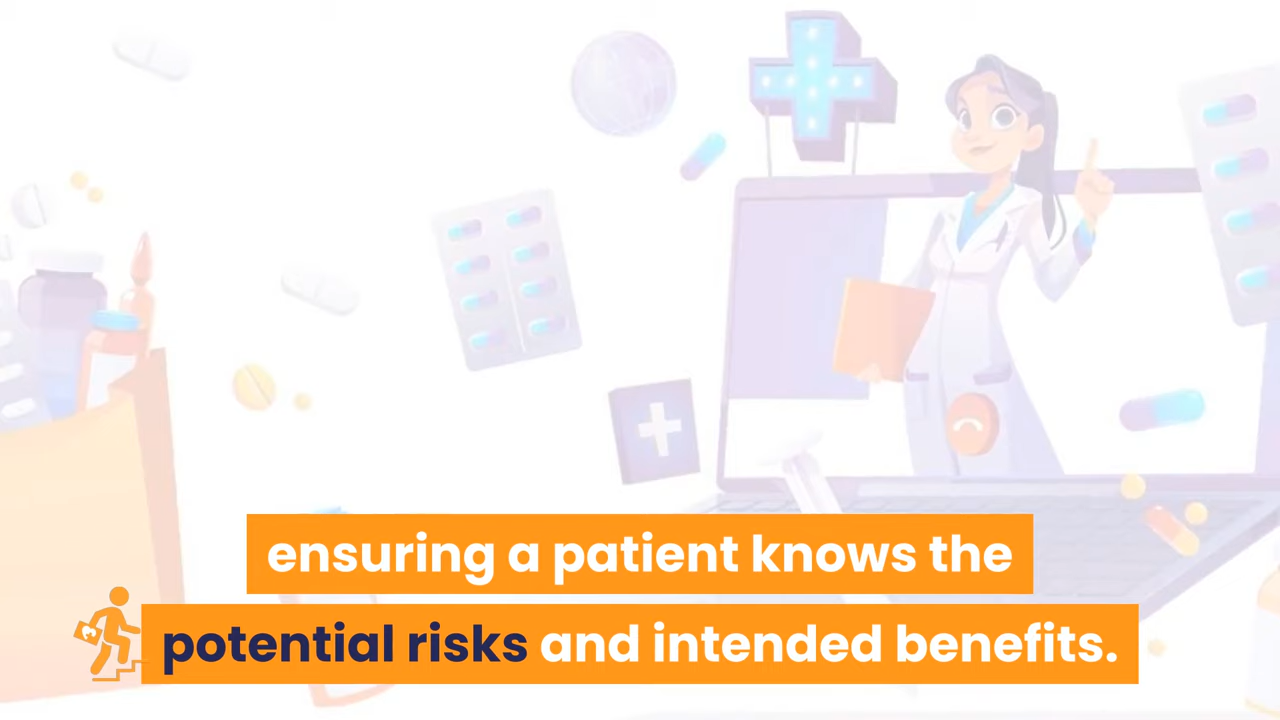 ensuring a patient knows the
potential risks and intended benefits.